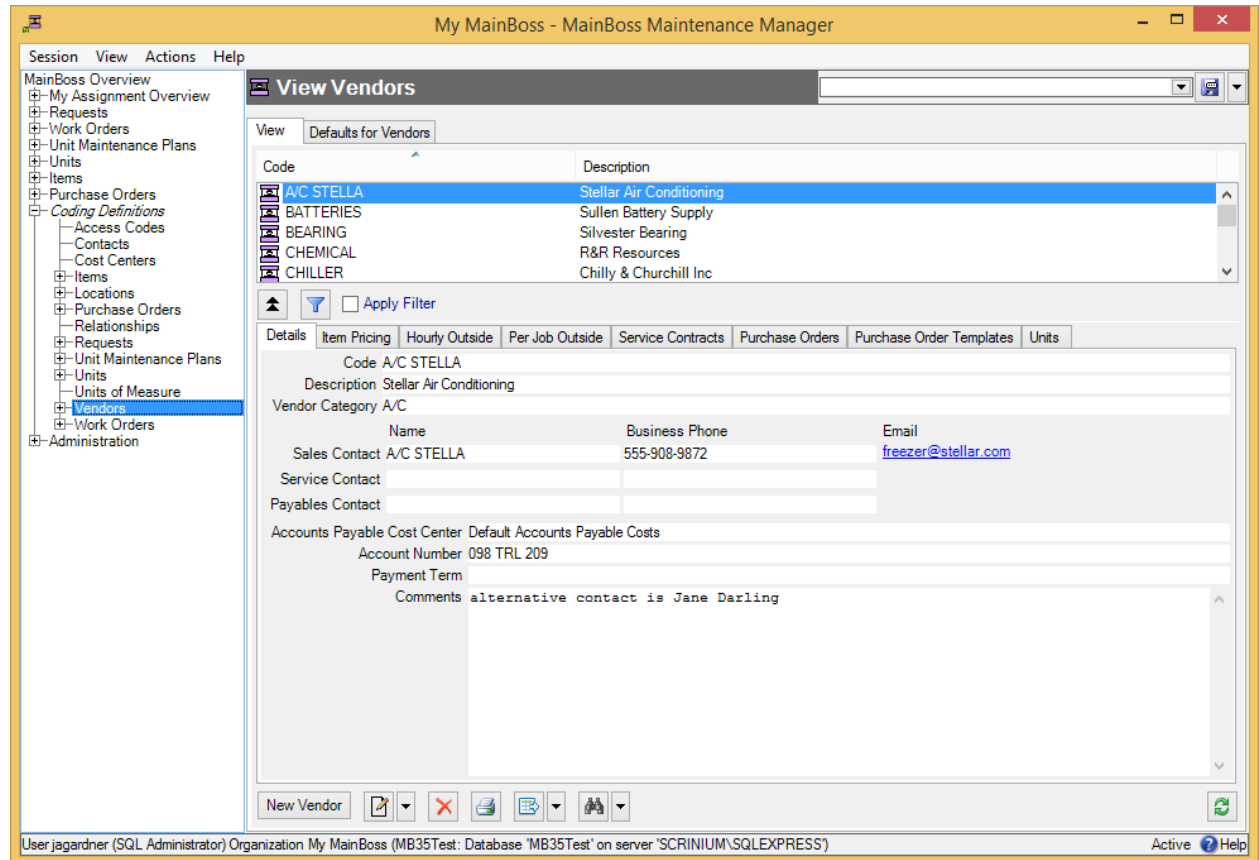 My MainBoss - MainBoss Maintenance Manager
Session View Actions Help
MainBoss Overview
My Assignment Overview
Requests
Work Orders
Unit Maintenance Plans
Units
Items
Purchase Orders
Coding Definitions
Access Codes
Contacts
Cost Centers
Items
Locations
Purchase Orders
Relationships
Requests
Unit Maintenance Plans
Units
Units of Measure
Vendors
Work Orders
Administration
View Vendors
View Defaults for Vendors
Code Description
A/C STELLA Stellar Air Conditioning
BATTERIES Sullen Battery Supply
BEARING Silvester Bearing
CHEMICAL R&R Resources
CHILLER Chilly & Churchill Inc
Apply Filter
Details Item Pricing Hourly Outside Per Job Outside Service Contracts Purchase Orders Purchase Order Templates Units
Code A/C STELLA
Description Stellar Air Conditioning
Vendor Category A/C
Name Business Phone Email
Sales Contact A/C STELLA 555-908-9872 freezer@stellar.com
Service Contact
Payables Contact
Accounts Payable Cost Center Default Accounts Payable Costs
Account Number 098 TRL 209
Payment Term
Comments alternative contact is Jane Darling
New Vendor
User jagardner (SQL Administrator) Organization My MainBoss (MB35Test: Database 'MB35Test' on server 'SCRINIUM\SQLEXPRESS') Active Help